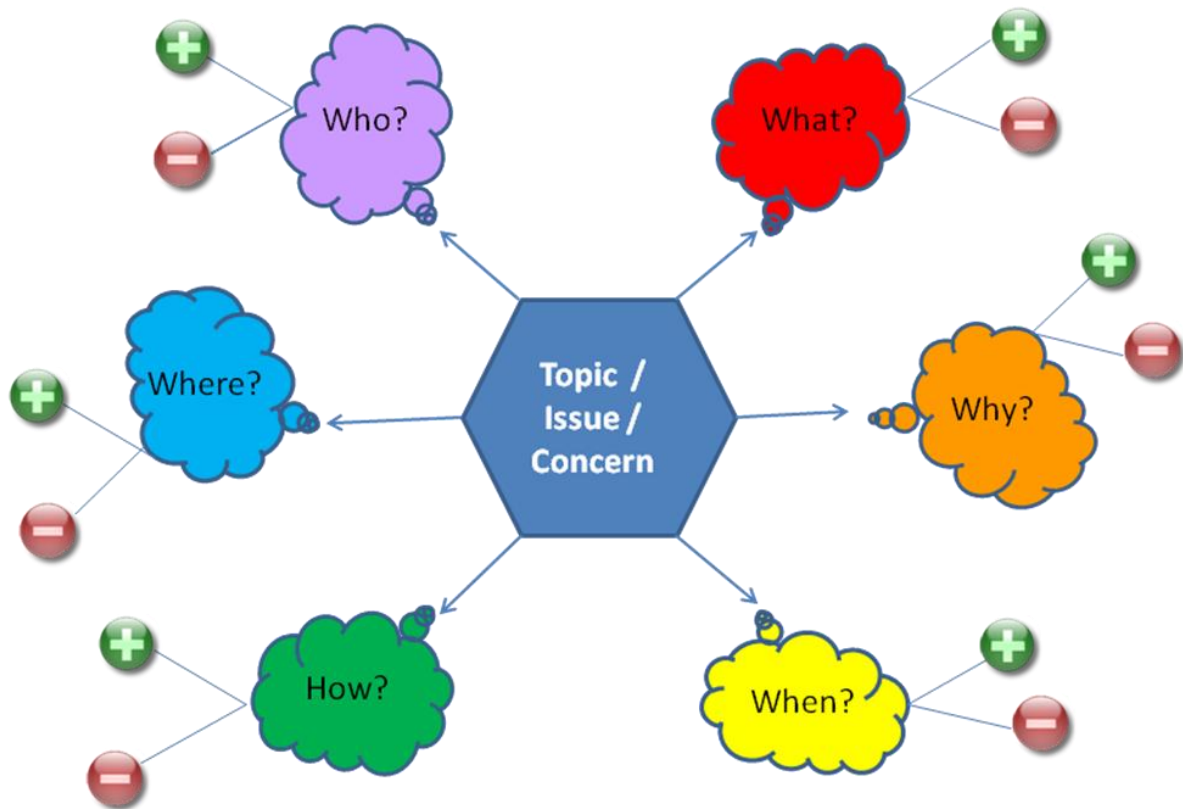 Who?
What?
Where?
Topic /
Issue /
Concern
Why?
How?
When?